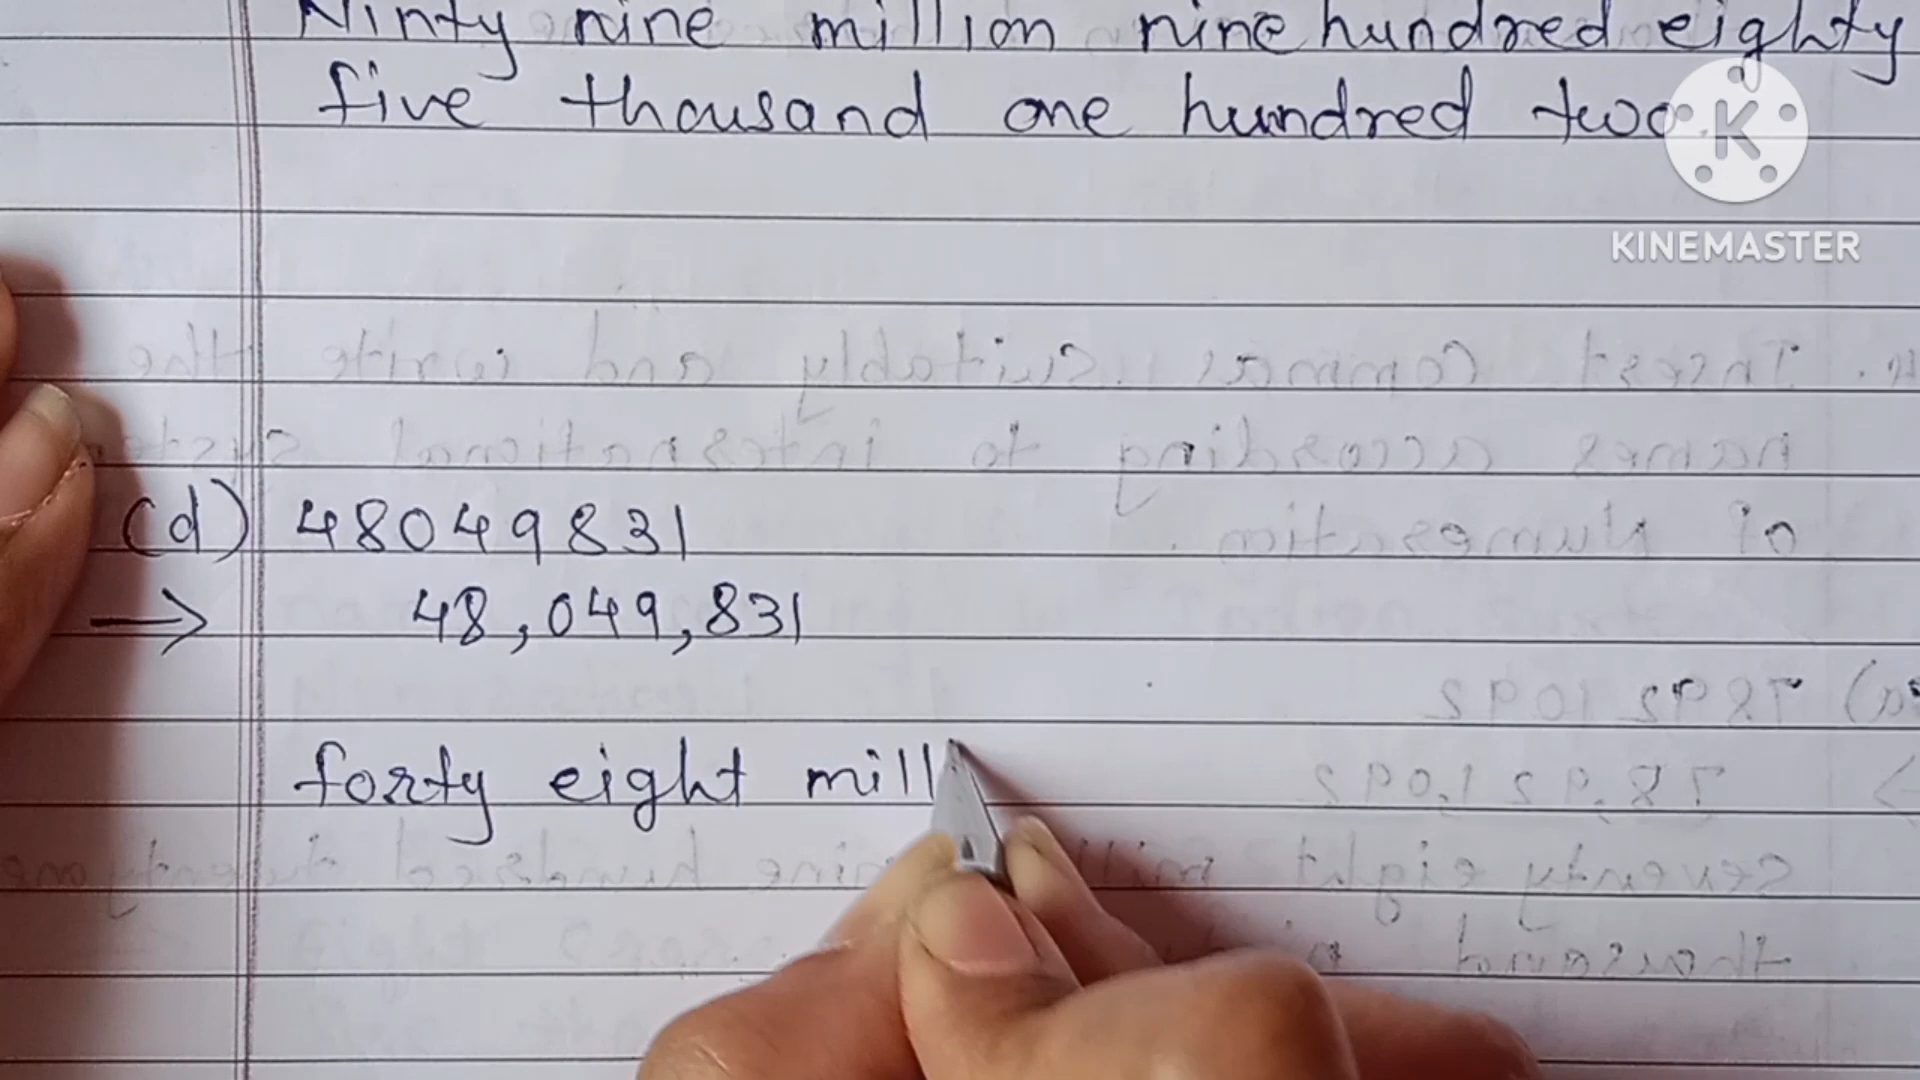 Ninty nine million nine hundred eighty
five thousand one hundred two.
K
KINEMASTER
(d) 48049831
→ 48,049,831
forty eight mill